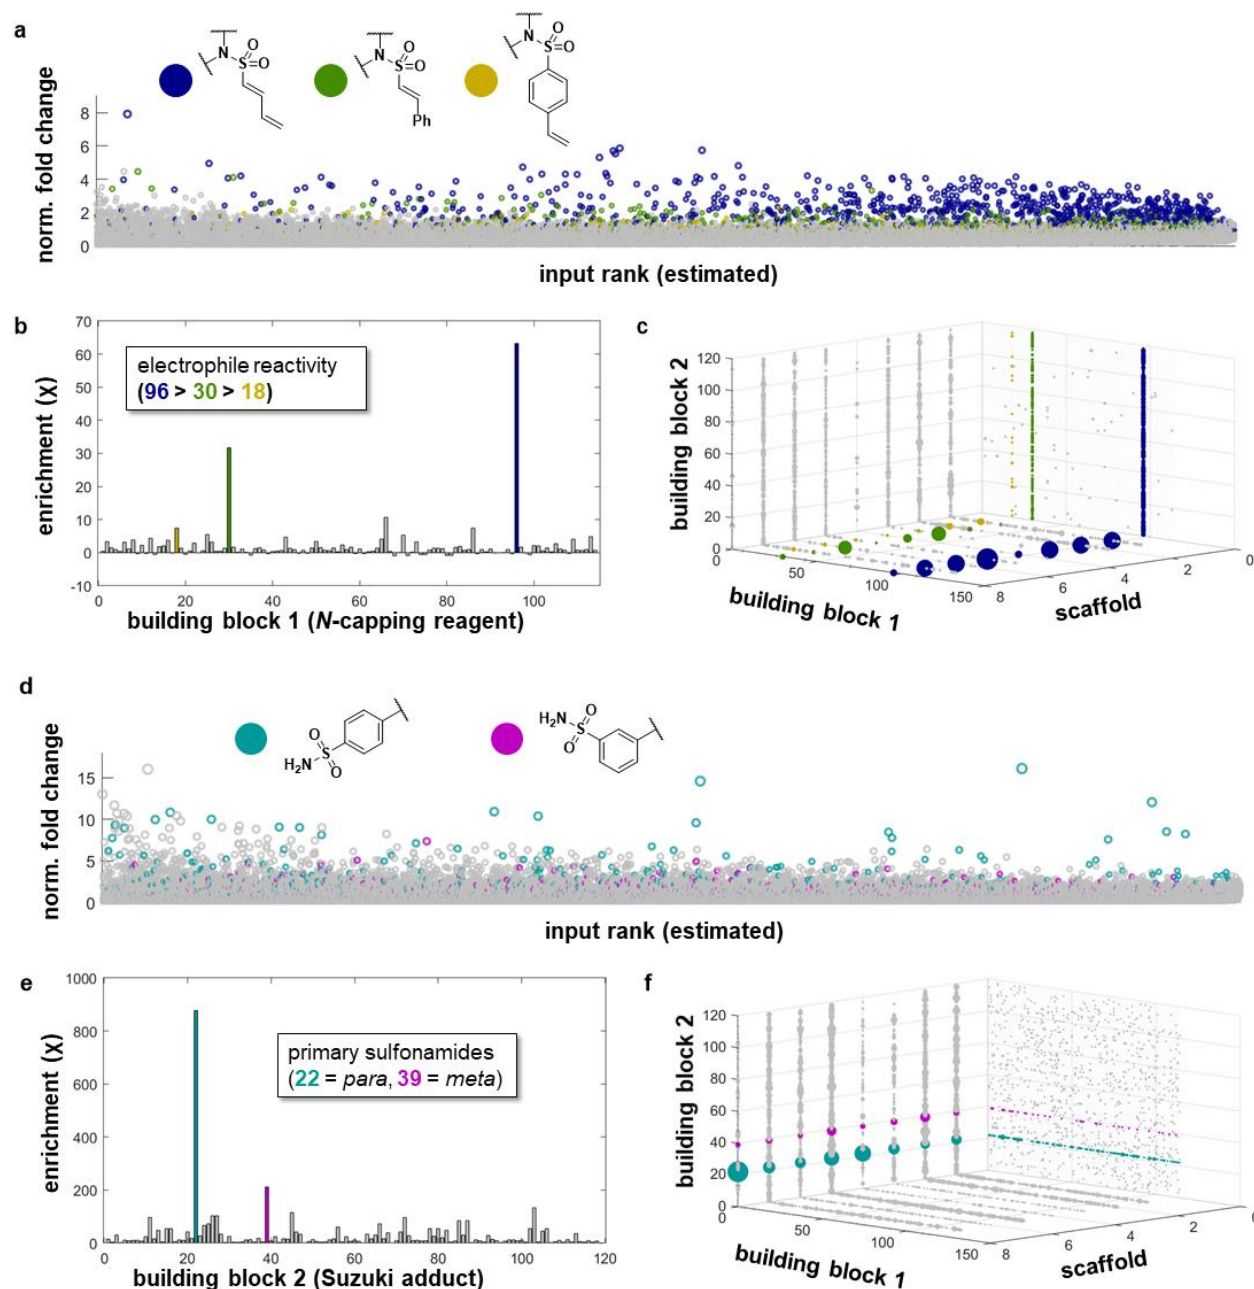 a
N
S
O
O
N
S
O
O
Ph
N
S
O
O
norm. fold change
8
6
4
2
0
input rank (estimated)
b
70
60
50
40
30
20
10
0
-10
enrichment (χ)
electrophile reactivity
(96 > 30 > 18)
0 20 40 60 80 100
building block 1 (N-capping reagent)
c
building block 2
120
100
80
60
40
20
0
0
50
100
150
building block 1
8
6
4
2
0
scaffold
d
H₂N
S
O
O
H₂N
S
O
O
norm. fold change
15
10
5
0
input rank (estimated)
e
1000
800
600
400
200
0
enrichment (χ)
primary sulfonamides
(22 = para, 39 = meta)
0 20 40 60 80 100 120
building block 2 (Suzuki adduct)
f
building block 2
120
100
80
60
40
20
0
0
50
100
150
building block 1
8
6
4
2
scaffold